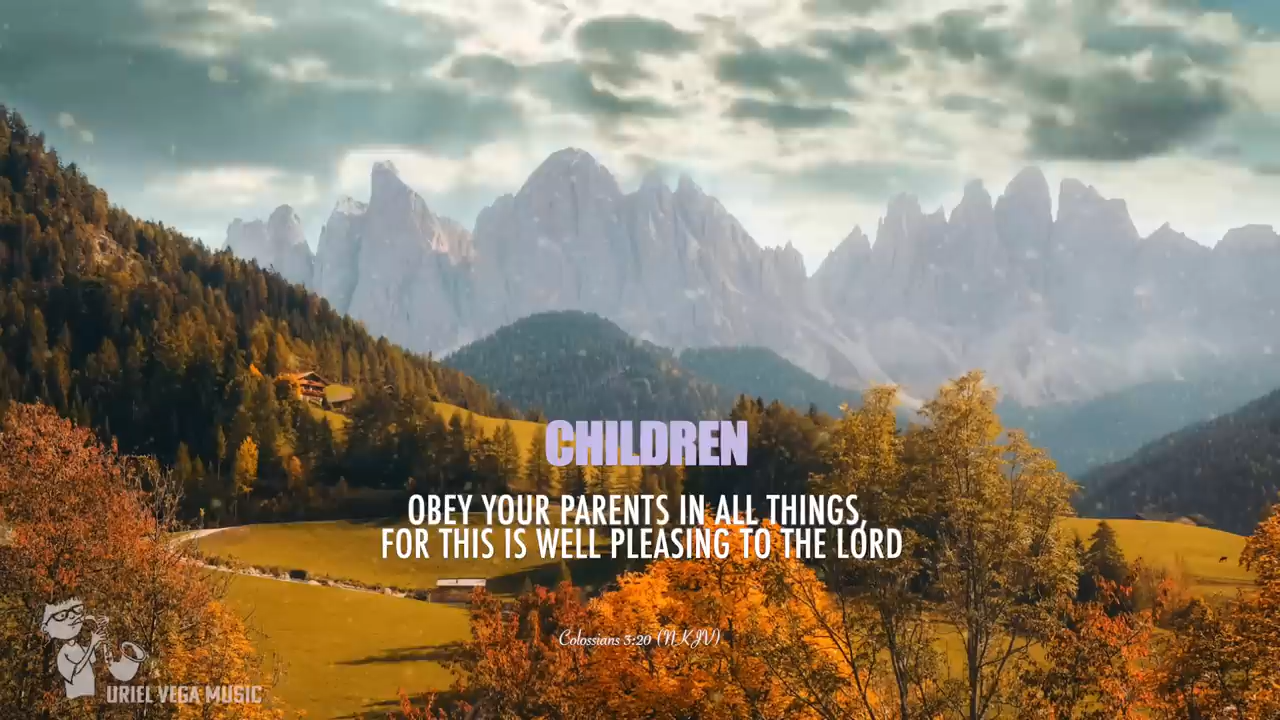 CHILDREN
OBEY YOUR PARENTS IN ALL THINGS,
FOR THIS IS WELL PLEASING TO THE LORD
Colossians 3:20 (NKJV)
URIEL VEGA MUSIC